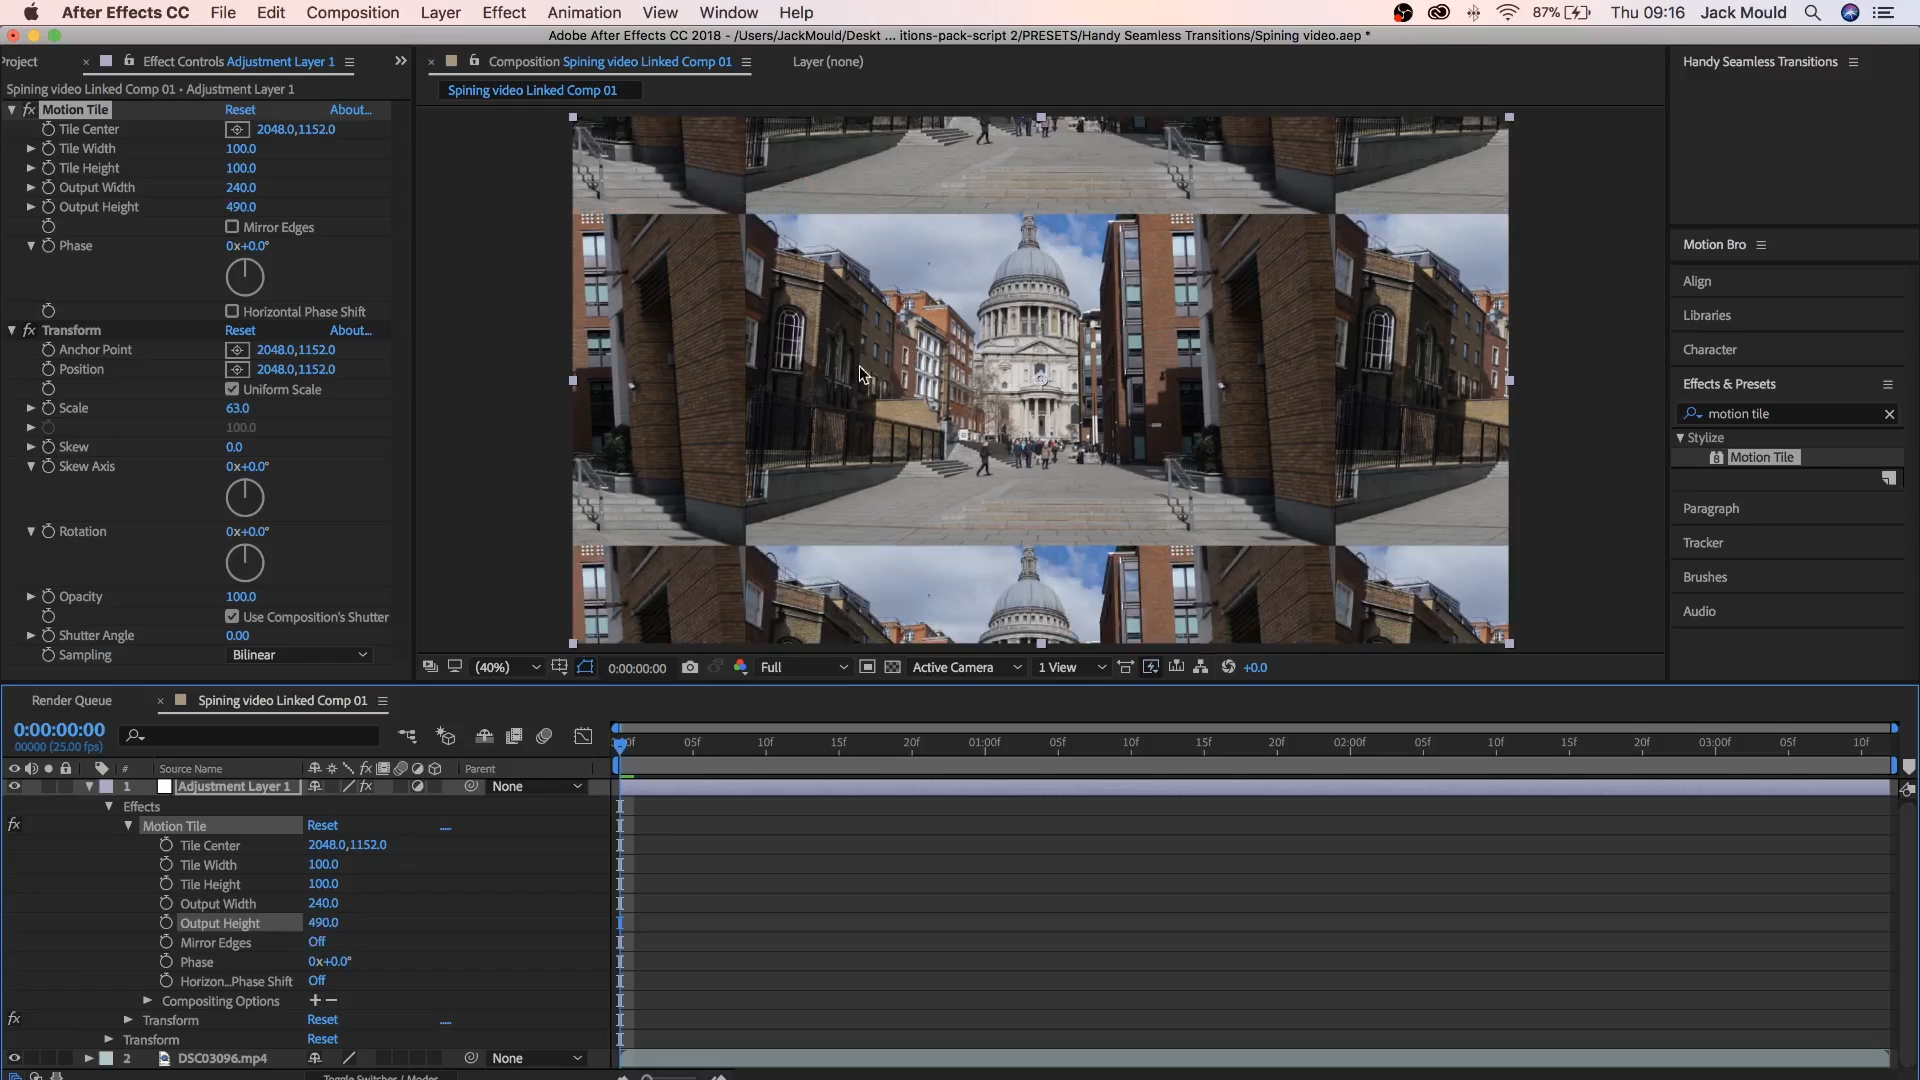 After Effects CC File Edit Composition Layer Effect Animation View Window Help 87% Thu 09:16 Jack Mould
Adobe After Effects CC 2018 - /Users/JackMould/Deskt ... itions-pack-script 2/PRESETS/Handy Seamless Transitions/Spining video.aep *
Project Effect Controls Adjustment Layer 1
Spining video Linked Comp 01 • Adjustment Layer 1
fx Motion Tile Reset About...
Tile Center 2048.0,1152.0
Tile Width 100.0
Tile Height 100.0
Output Width 240.0
Output Height 490.0
Mirror Edges
Phase 0x+0.0°
Horizontal Phase Shift
fx Transform Reset About...
Anchor Point 2048.0,1152.0
Position 2048.0,1152.0
Uniform Scale
Scale 63.0
100.0
Skew 0.0
Skew Axis 0x+0.0°
Rotation 0x+0.0°
Opacity 100.0
Use Composition's Shutter
Shutter Angle 0.00
Sampling Bilinear
Composition Spining video Linked Comp 01 Layer (none)
Spining video Linked Comp 01
(40%) 0:00:00:00 Full Active Camera 1 View +0.0
Handy Seamless Transitions
Motion Bro
Align
Libraries
Character
Effects & Presets
motion tile
Stylize
8 Motion Tile
Paragraph
Tracker
Brushes
Audio
Render Queue Spining video Linked Comp 01
0:00:00:00
00000 (25.00 fps)
05f 10f 15f 20f 01:00f 05f 10f 15f 20f 02:00f 05f 10f 15f 20f 03:00f 05f 10f
# Source Name fx Parent
1 Adjustment Layer 1 fx None
Effects
fx Motion Tile Reset
Tile Center 2048.0,1152.0
Tile Width 100.0
Tile Height 100.0
Output Width 240.0
Output Height 490.0
Mirror Edges Off
Phase 0x+0.0°
Horizon...Phase Shift Off
Compositing Options + −
fx Transform Reset
Transform Reset
2 DSC03096.mp4 None
Toggle Switches / Modes